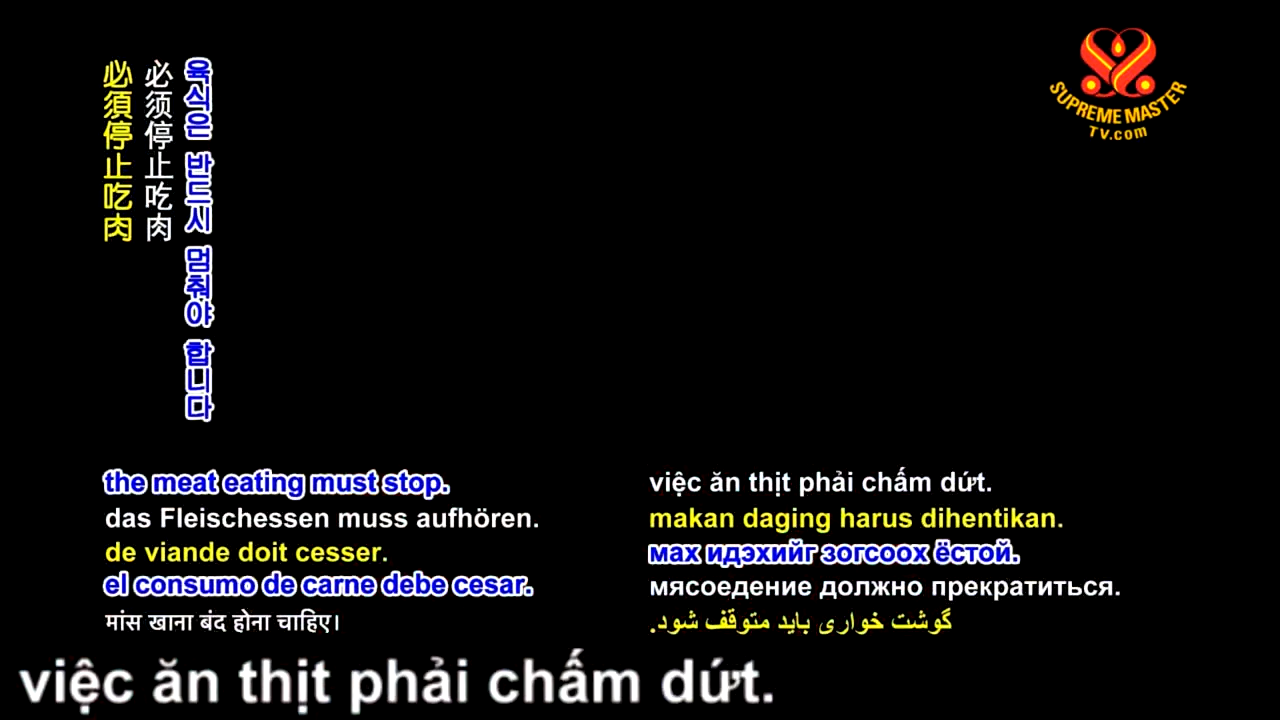 必須停止吃肉
必须停止吃肉
육식은 반드시 멈춰야 합니다
SUPREME MASTER
TV.com
the meat eating must stop.
das Fleischessen muss aufhören.
de viande doit cesser.
el consumo de carne debe cesar.
मांस खाना बंद होना चाहिए।
việc ăn thịt phải chấm dứt.
makan daging harus dihentikan.
мах идэхийг зогсоох ёстой.
мясоедение должно прекратиться.
گوشت خواری باید متوقف شود.
việc ăn thịt phải chấm dứt.